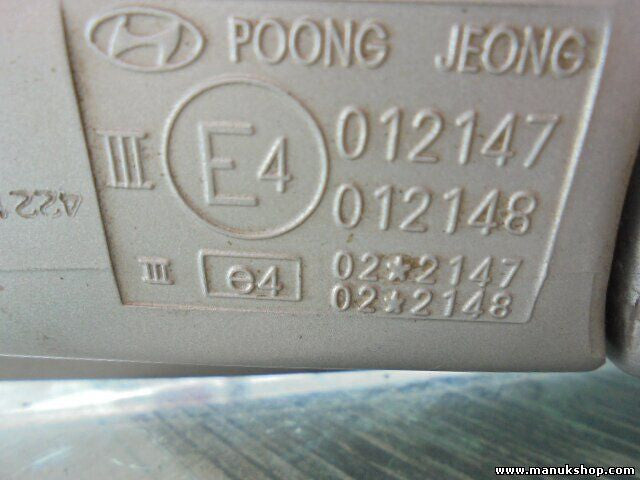 POONG JEONG
III E4 012147
012148
III e4 02*2147
02*2148
www.manukshop.com